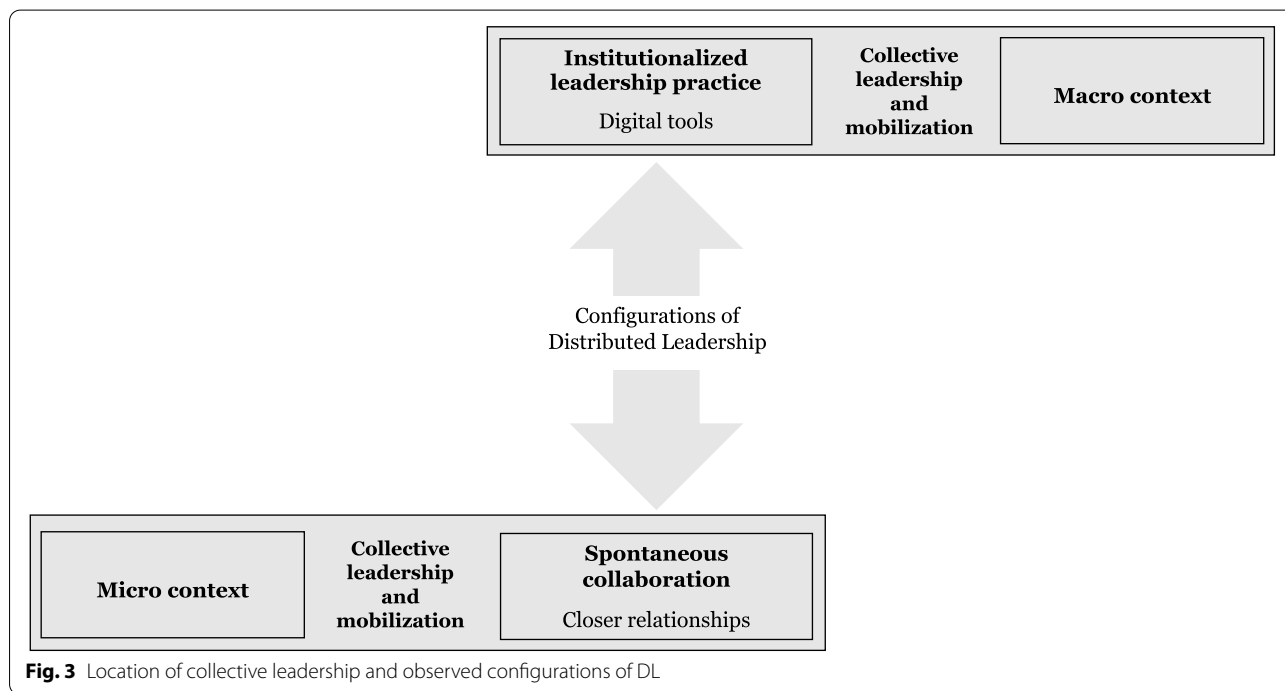 Institutionalized
leadership practice
Digital tools
Collective
leadership
and
mobilization
Macro context
Configurations of
Distributed Leadership
Micro context
Collective
leadership
and
mobilization
Spontaneous
collaboration
Closer relationships
Fig. 3 Location of collective leadership and observed configurations of DL